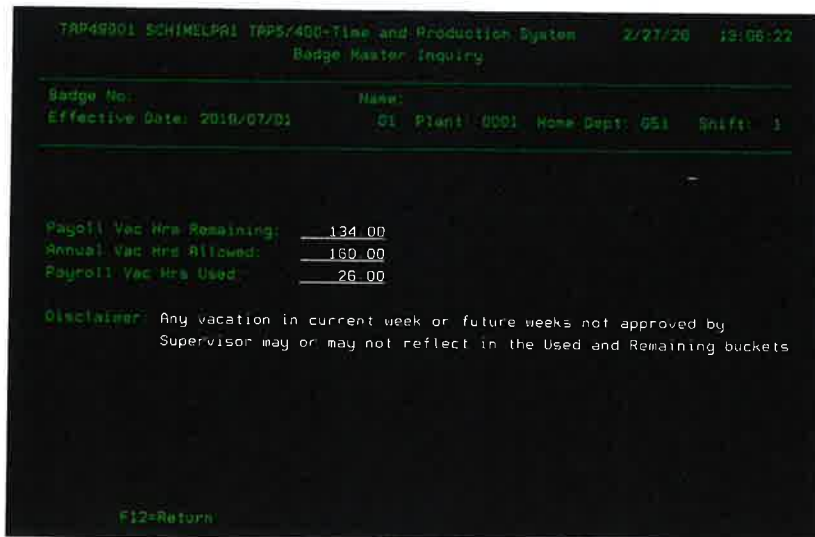 TRP49001 SCHIMELPA1 TAPS/400-Time and Production System 2/27/20 13:06:22
Badge Master Inquiry
Badge No: Name:
Effective Date: 2010/07/01 01 Plant 0001 Home Dept: G51 Shift: 1
Payoll Vac Hrs Remaining: 134.00
Annual Vac Hrs Allowed: 160.00
Payroll Vac Hrs Used: 26.00
Disclaimer: Any vacation in current week or future weeks not approved by
Supervisor may or may not reflect in the Used and Remaining buckets
F12=Return